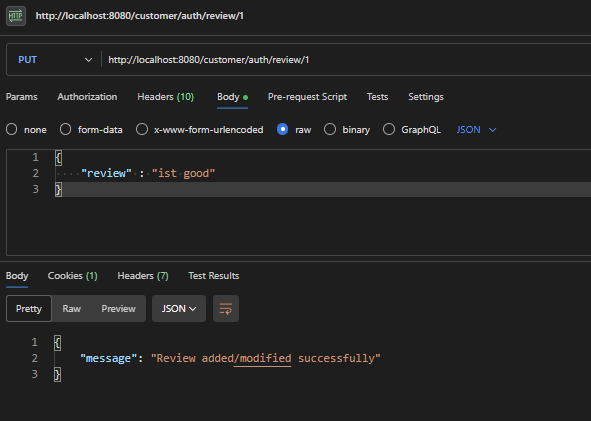 HTTP http://localhost:8080/customer/auth/review/1
PUT http://localhost:8080/customer/auth/review/1
Params Authorization Headers (10) Body Pre-request Script Tests Settings
none form-data x-www-form-urlencoded raw binary GraphQL JSON
1 {
2 "review" : "ist good"
3 }
Body Cookies (1) Headers (7) Test Results
Pretty Raw Preview JSON
1 {
2 "message": "Review added/modified successfully"
3 }